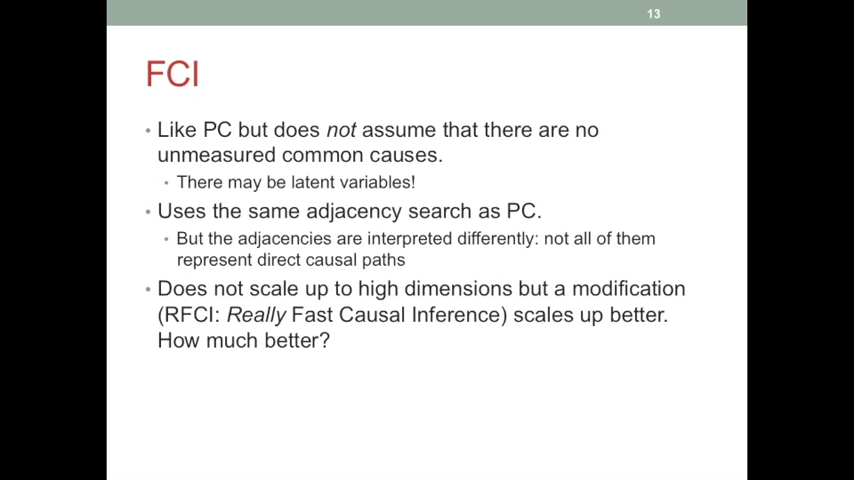 13
FCI
• Like PC but does not assume that there are no
unmeasured common causes.
• There may be latent variables!
• Uses the same adjacency search as PC.
• But the adjacencies are interpreted differently: not all of them
represent direct causal paths
• Does not scale up to high dimensions but a modification
(RFCI: Really Fast Causal Inference) scales up better.
How much better?